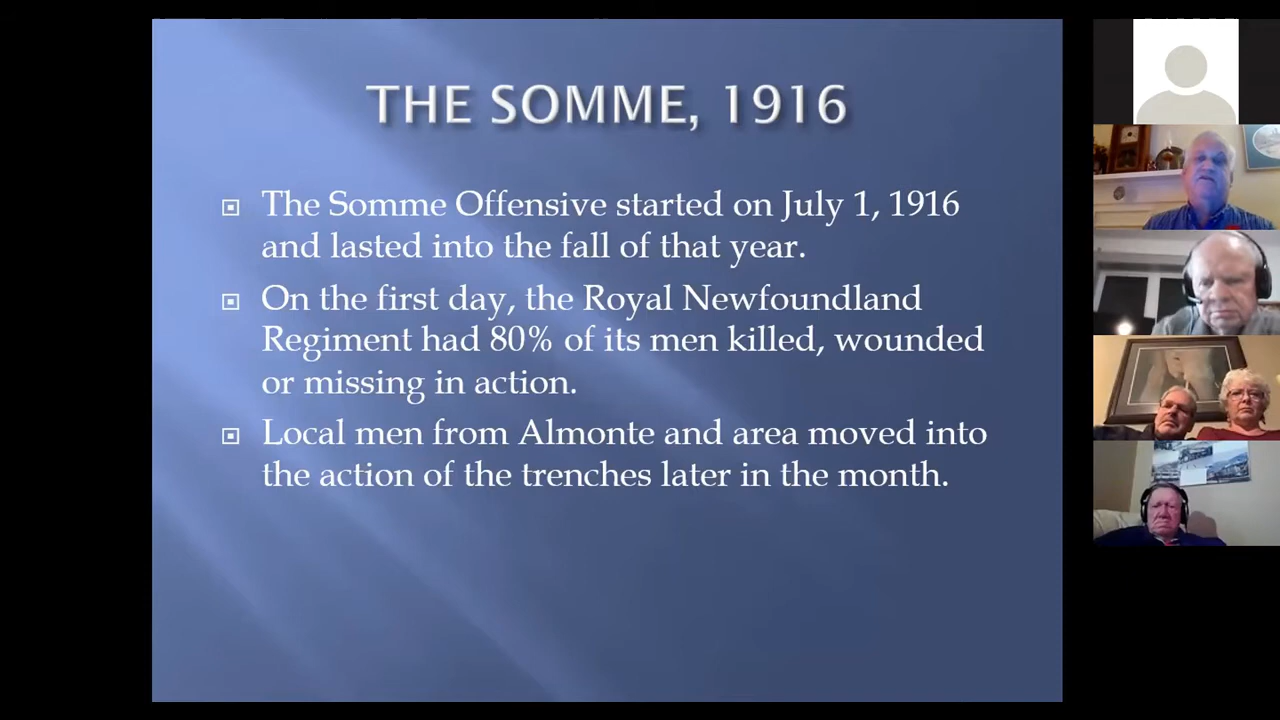 THE SOMME, 1916
The Somme Offensive started on July 1, 1916
and lasted into the fall of that year.
On the first day, the Royal Newfoundland
Regiment had 80% of its men killed, wounded
or missing in action.
Local men from Almonte and area moved into
the action of the trenches later in the month.